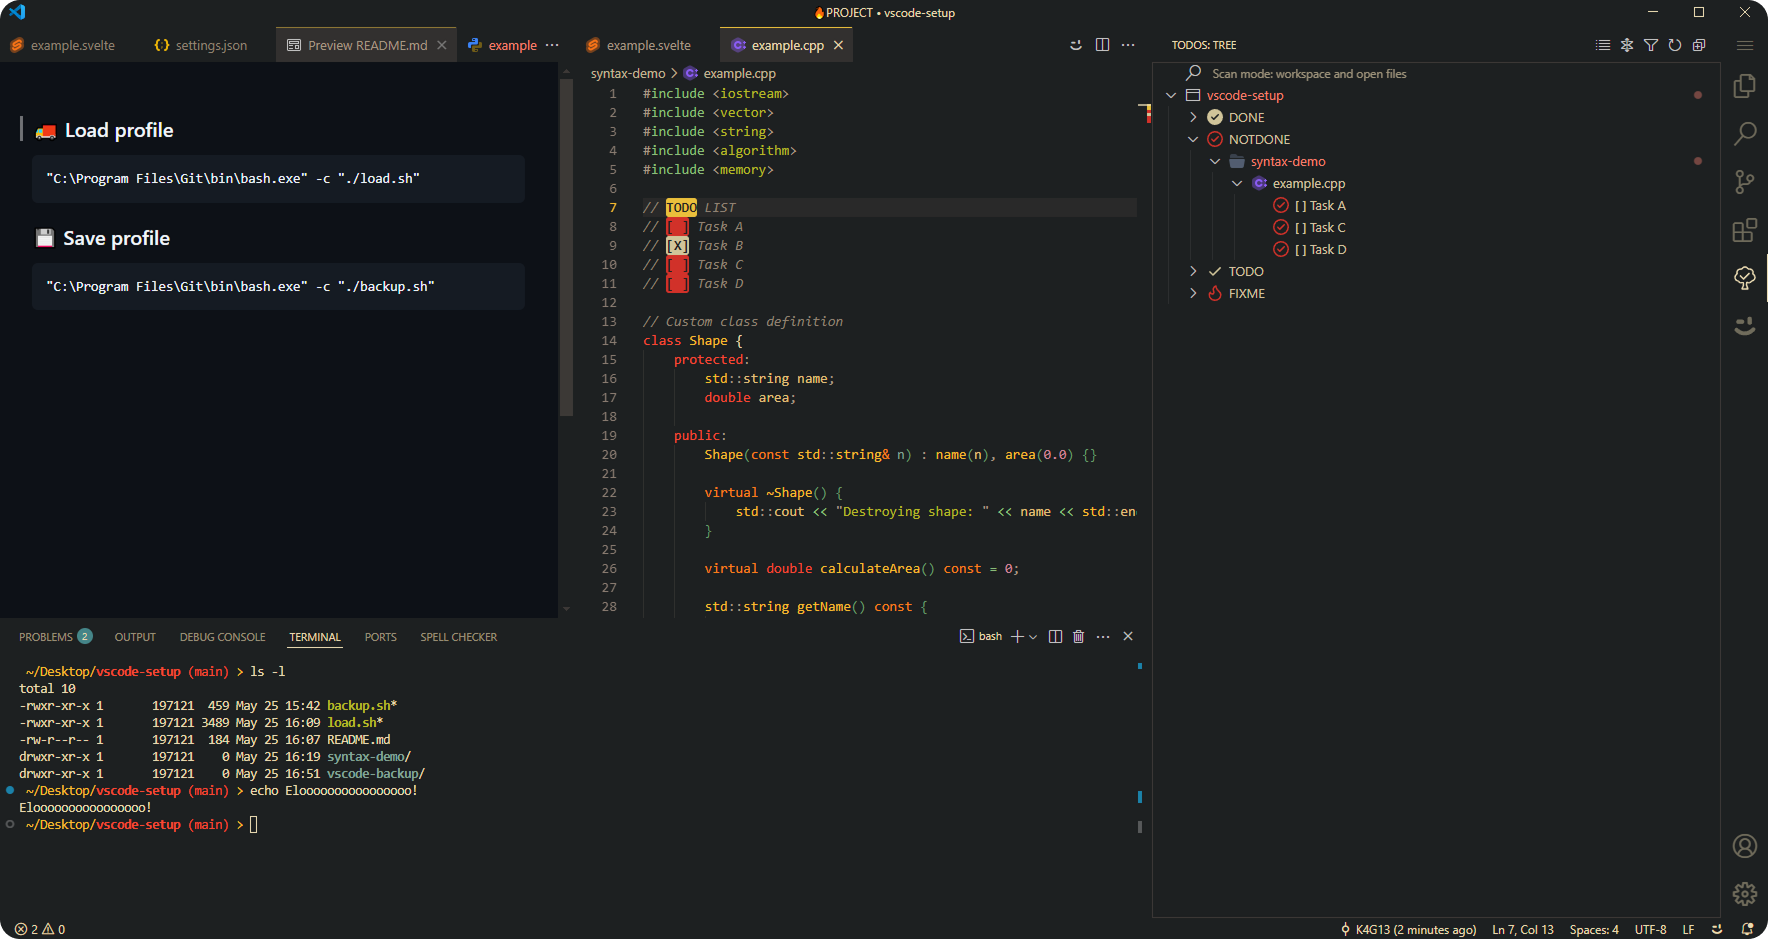 🔥PROJECT • vscode-setup
example.svelte
settings.json
Preview README.md
example
example.svelte
example.cpp
TODOS: TREE
🚚 Load profile
"C:\Program Files\Git\bin\bash.exe" -c "./load.sh"
💾 Save profile
"C:\Program Files\Git\bin\bash.exe" -c "./backup.sh"
syntax-demo > example.cpp
1 #include <iostream>
2 #include <vector>
3 #include <string>
4 #include <algorithm>
5 #include <memory>
6
7 // TODO LIST
8 // [ ] Task A
9 // [X] Task B
10 // [ ] Task C
11 // [ ] Task D
12
13 // Custom class definition
14 class Shape {
15 protected:
16 std::string name;
17 double area;
18
19 public:
20 Shape(const std::string& n) : name(n), area(0.0) {}
21
22 virtual ~Shape() {
23 std::cout << "Destroying shape: " << name << std::en
24 }
25
26 virtual double calculateArea() const = 0;
27
28 std::string getName() const {
Scan mode: workspace and open files
vscode-setup
DONE
NOTDONE
syntax-demo
example.cpp
[ ] Task A
[ ] Task C
[ ] Task D
TODO
FIXME
PROBLEMS 2
OUTPUT
DEBUG CONSOLE
TERMINAL
PORTS
SPELL CHECKER
bash
~/Desktop/vscode-setup (main) > ls -l
total 10
-rwxr-xr-x 1 197121 459 May 25 15:42 backup.sh*
-rwxr-xr-x 1 197121 3489 May 25 16:09 load.sh*
-rw-r--r-- 1 197121 184 May 25 16:07 README.md
drwxr-xr-x 1 197121 0 May 25 16:19 syntax-demo/
drwxr-xr-x 1 197121 0 May 25 16:51 vscode-backup/
~/Desktop/vscode-setup (main) > echo Eloooooooooooooooo!
Eloooooooooooooooo!
~/Desktop/vscode-setup (main) >
2 0
K4G13 (2 minutes ago)
Ln 7, Col 13
Spaces: 4
UTF-8
LF